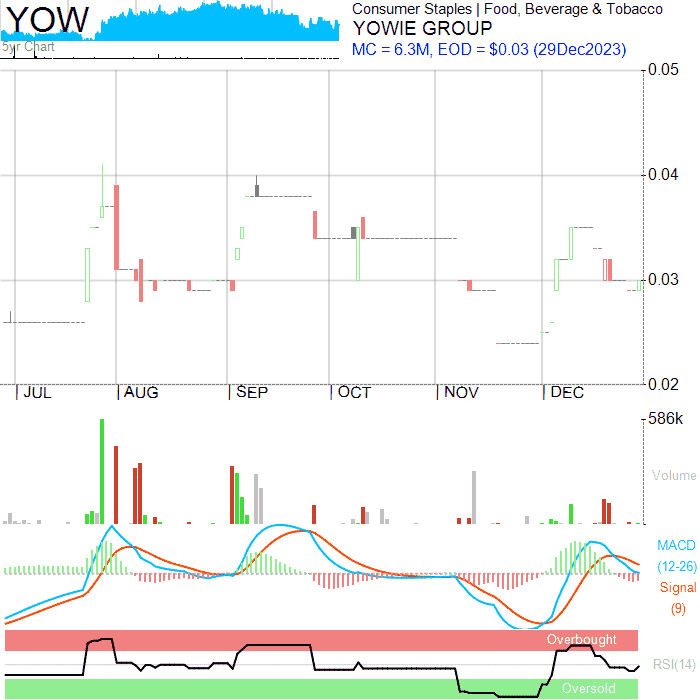 YOW
Consumer Staples | Food, Beverage & Tobacco
YOWIE GROUP
5yr Chart
MC = 6.3M, EOD = $0.03 (29Dec2023)
0.05
0.04
0.03
0.02
JUL AUG SEP OCT NOV DEC
586k
Volume
MACD
(12-26)
Signal
(9)
Overbought
RSI(14)
Oversold